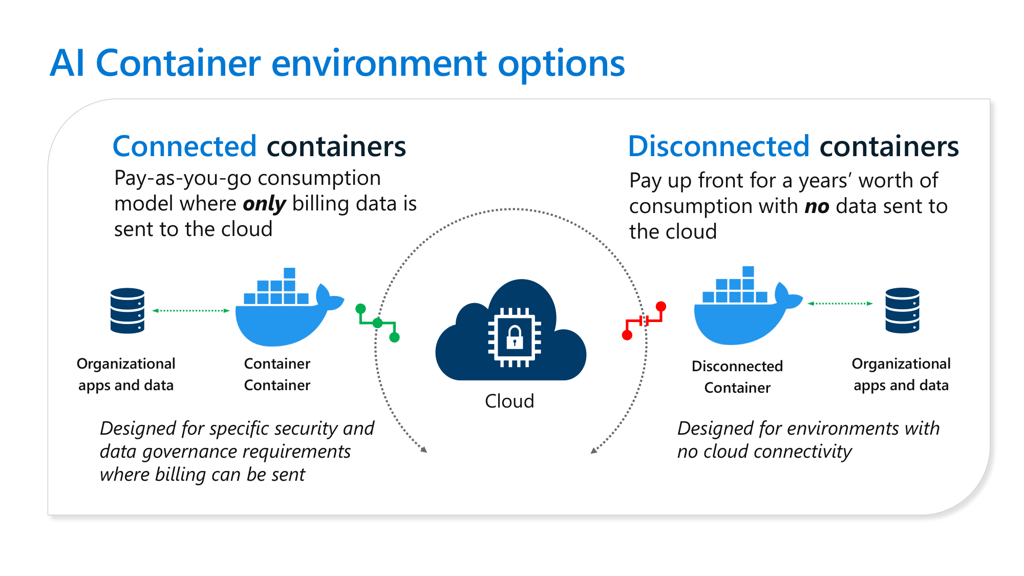 AI Container environment options
Connected containers
Pay-as-you-go consumption
model where only billing data is
sent to the cloud
Disconnected containers
Pay up front for a years’ worth of
consumption with no data sent to
the cloud
Organizational
apps and data
Container
Container
Cloud
Disconnected
Container
Organizational
apps and data
Designed for specific security and
data governance requirements
where billing can be sent
Designed for environments with
no cloud connectivity